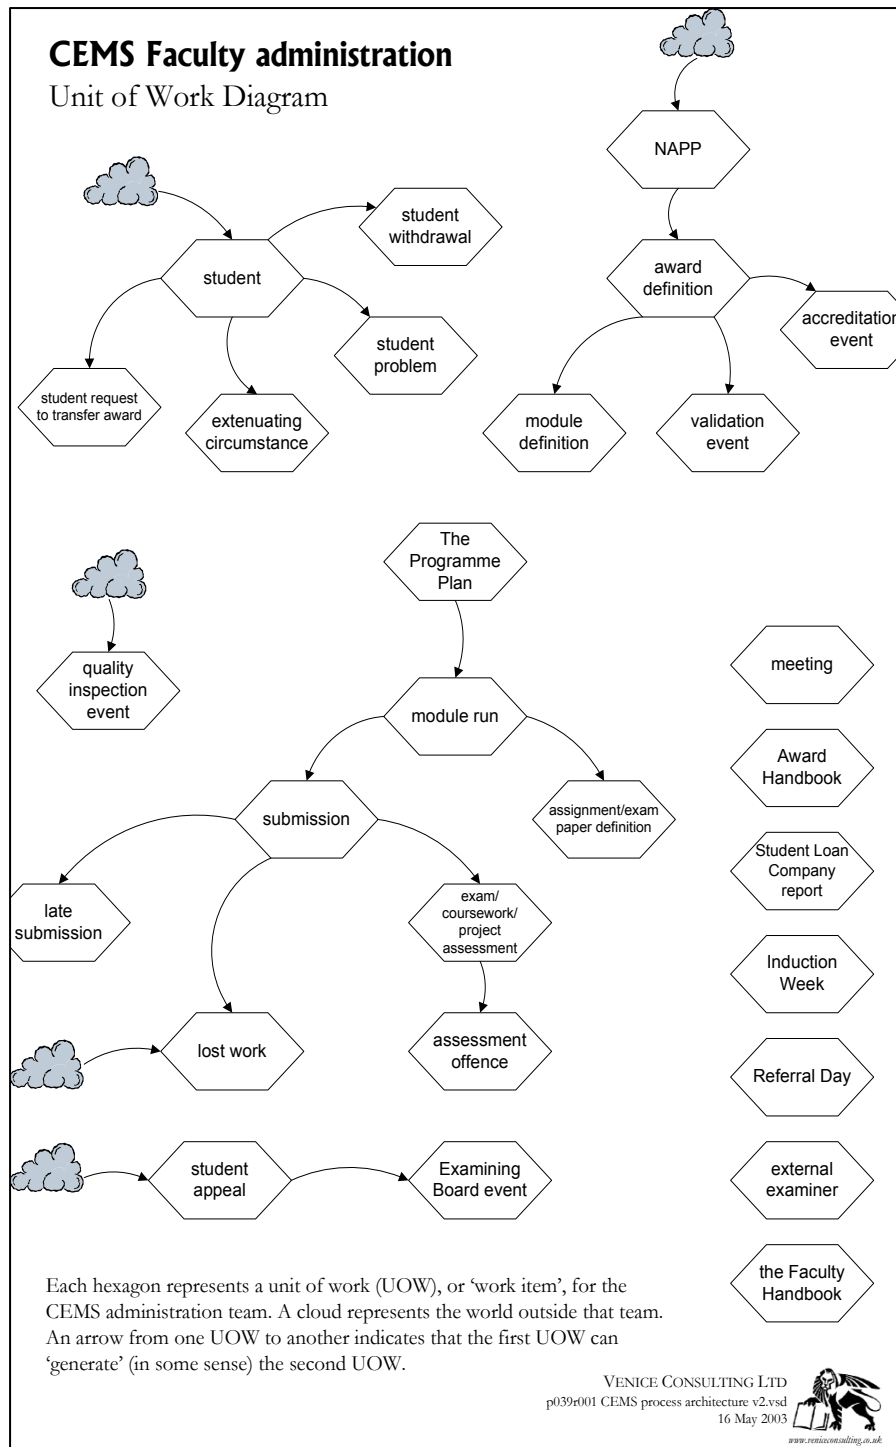 CEMS Faculty administration
Unit of Work Diagram
NAPP
student
withdrawal
student
award
definition
accreditation
event
student
problem
student request
to transfer award
extenuating
circumstance
module
definition
validation
event
The
Programme
Plan
quality
inspection
event
meeting
module run
Award
Handbook
submission
assignment/exam
paper definition
Student Loan
Company
report
late
submission
exam/
coursework/
project
assessment
Induction
Week
lost work
assessment
offence
Referral Day
student
appeal
Examining
Board event
external
examiner
the Faculty
Handbook
Each hexagon represents a unit of work (UOW), or ‘work item’, for the
CEMS administration team. A cloud represents the world outside that team.
An arrow from one UOW to another indicates that the first UOW can
‘generate’ (in some sense) the second UOW.
VENICE CONSULTING LTD
p039r001 CEMS process architecture v2.vsd
16 May 2003
www.veniceconsulting.co.uk